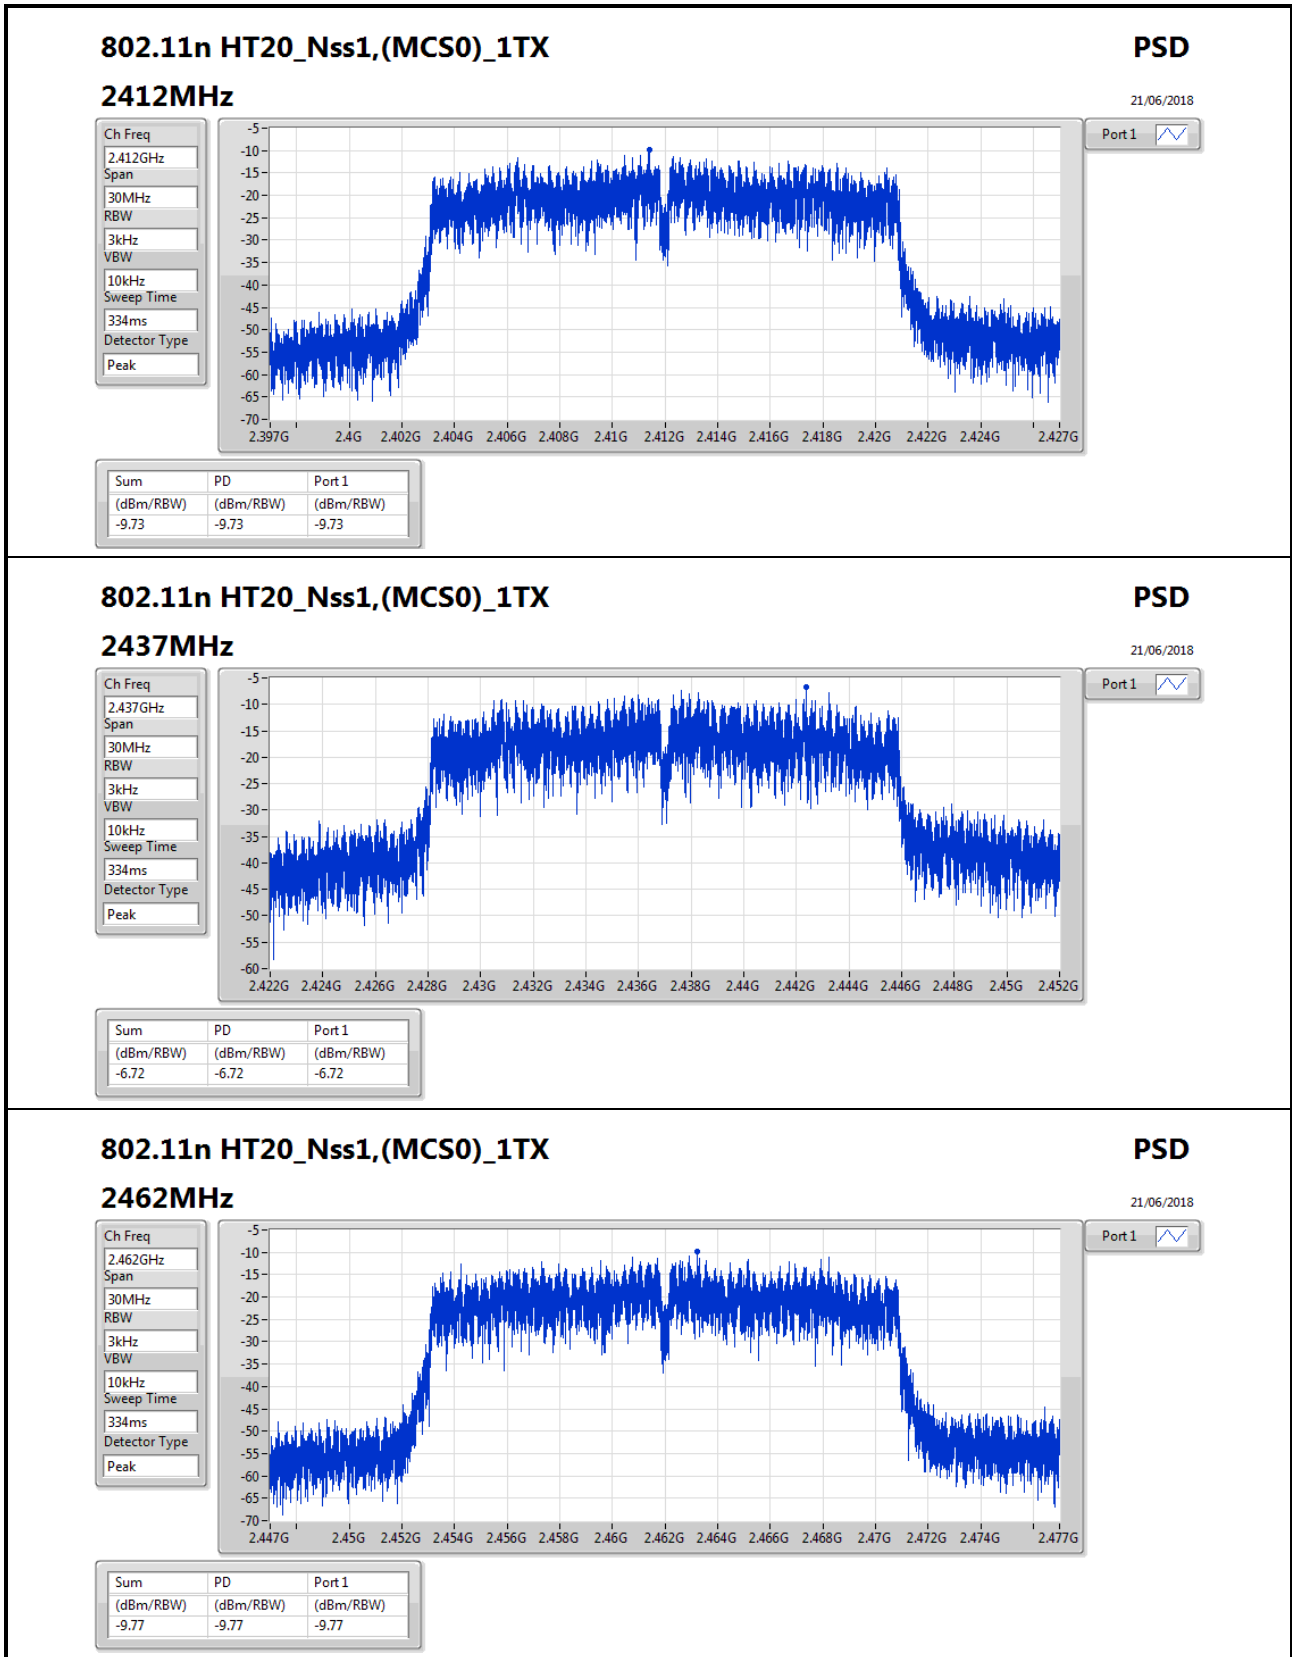 802.11n HT20_Nss1,(MCS0)_1TX PSD
2412MHz 21/06/2018
Ch Freq
2.412GHz
Span
30MHz
RBW
3kHz
VBW
10kHz
Sweep Time
334ms
Detector Type
Peak
Port 1
-5
-10
-15
-20
-25
-30
-35
-40
-45
-50
-55
-60
-65
-70
2.397G 2.4G 2.402G 2.404G 2.406G 2.408G 2.41G 2.412G 2.414G 2.416G 2.418G 2.42G 2.422G 2.424G 2.427G
Sum PD Port 1
(dBm/RBW) (dBm/RBW) (dBm/RBW)
-9.73 -9.73 -9.73
802.11n HT20_Nss1,(MCS0)_1TX PSD
2437MHz 21/06/2018
Ch Freq
2.437GHz
Span
30MHz
RBW
3kHz
VBW
10kHz
Sweep Time
334ms
Detector Type
Peak
Port 1
-5
-10
-15
-20
-25
-30
-35
-40
-45
-50
-55
-60
2.422G 2.424G 2.426G 2.428G 2.43G 2.432G 2.434G 2.436G 2.438G 2.44G 2.442G 2.444G 2.446G 2.448G 2.45G 2.452G
Sum PD Port 1
(dBm/RBW) (dBm/RBW) (dBm/RBW)
-6.72 -6.72 -6.72
802.11n HT20_Nss1,(MCS0)_1TX PSD
2462MHz 21/06/2018
Ch Freq
2.462GHz
Span
30MHz
RBW
3kHz
VBW
10kHz
Sweep Time
334ms
Detector Type
Peak
Port 1
-5
-10
-15
-20
-25
-30
-35
-40
-45
-50
-55
-60
-65
-70
2.447G 2.45G 2.452G 2.454G 2.456G 2.458G 2.46G 2.462G 2.464G 2.466G 2.468G 2.47G 2.472G 2.474G 2.477G
Sum PD Port 1
(dBm/RBW) (dBm/RBW) (dBm/RBW)
-9.77 -9.77 -9.77